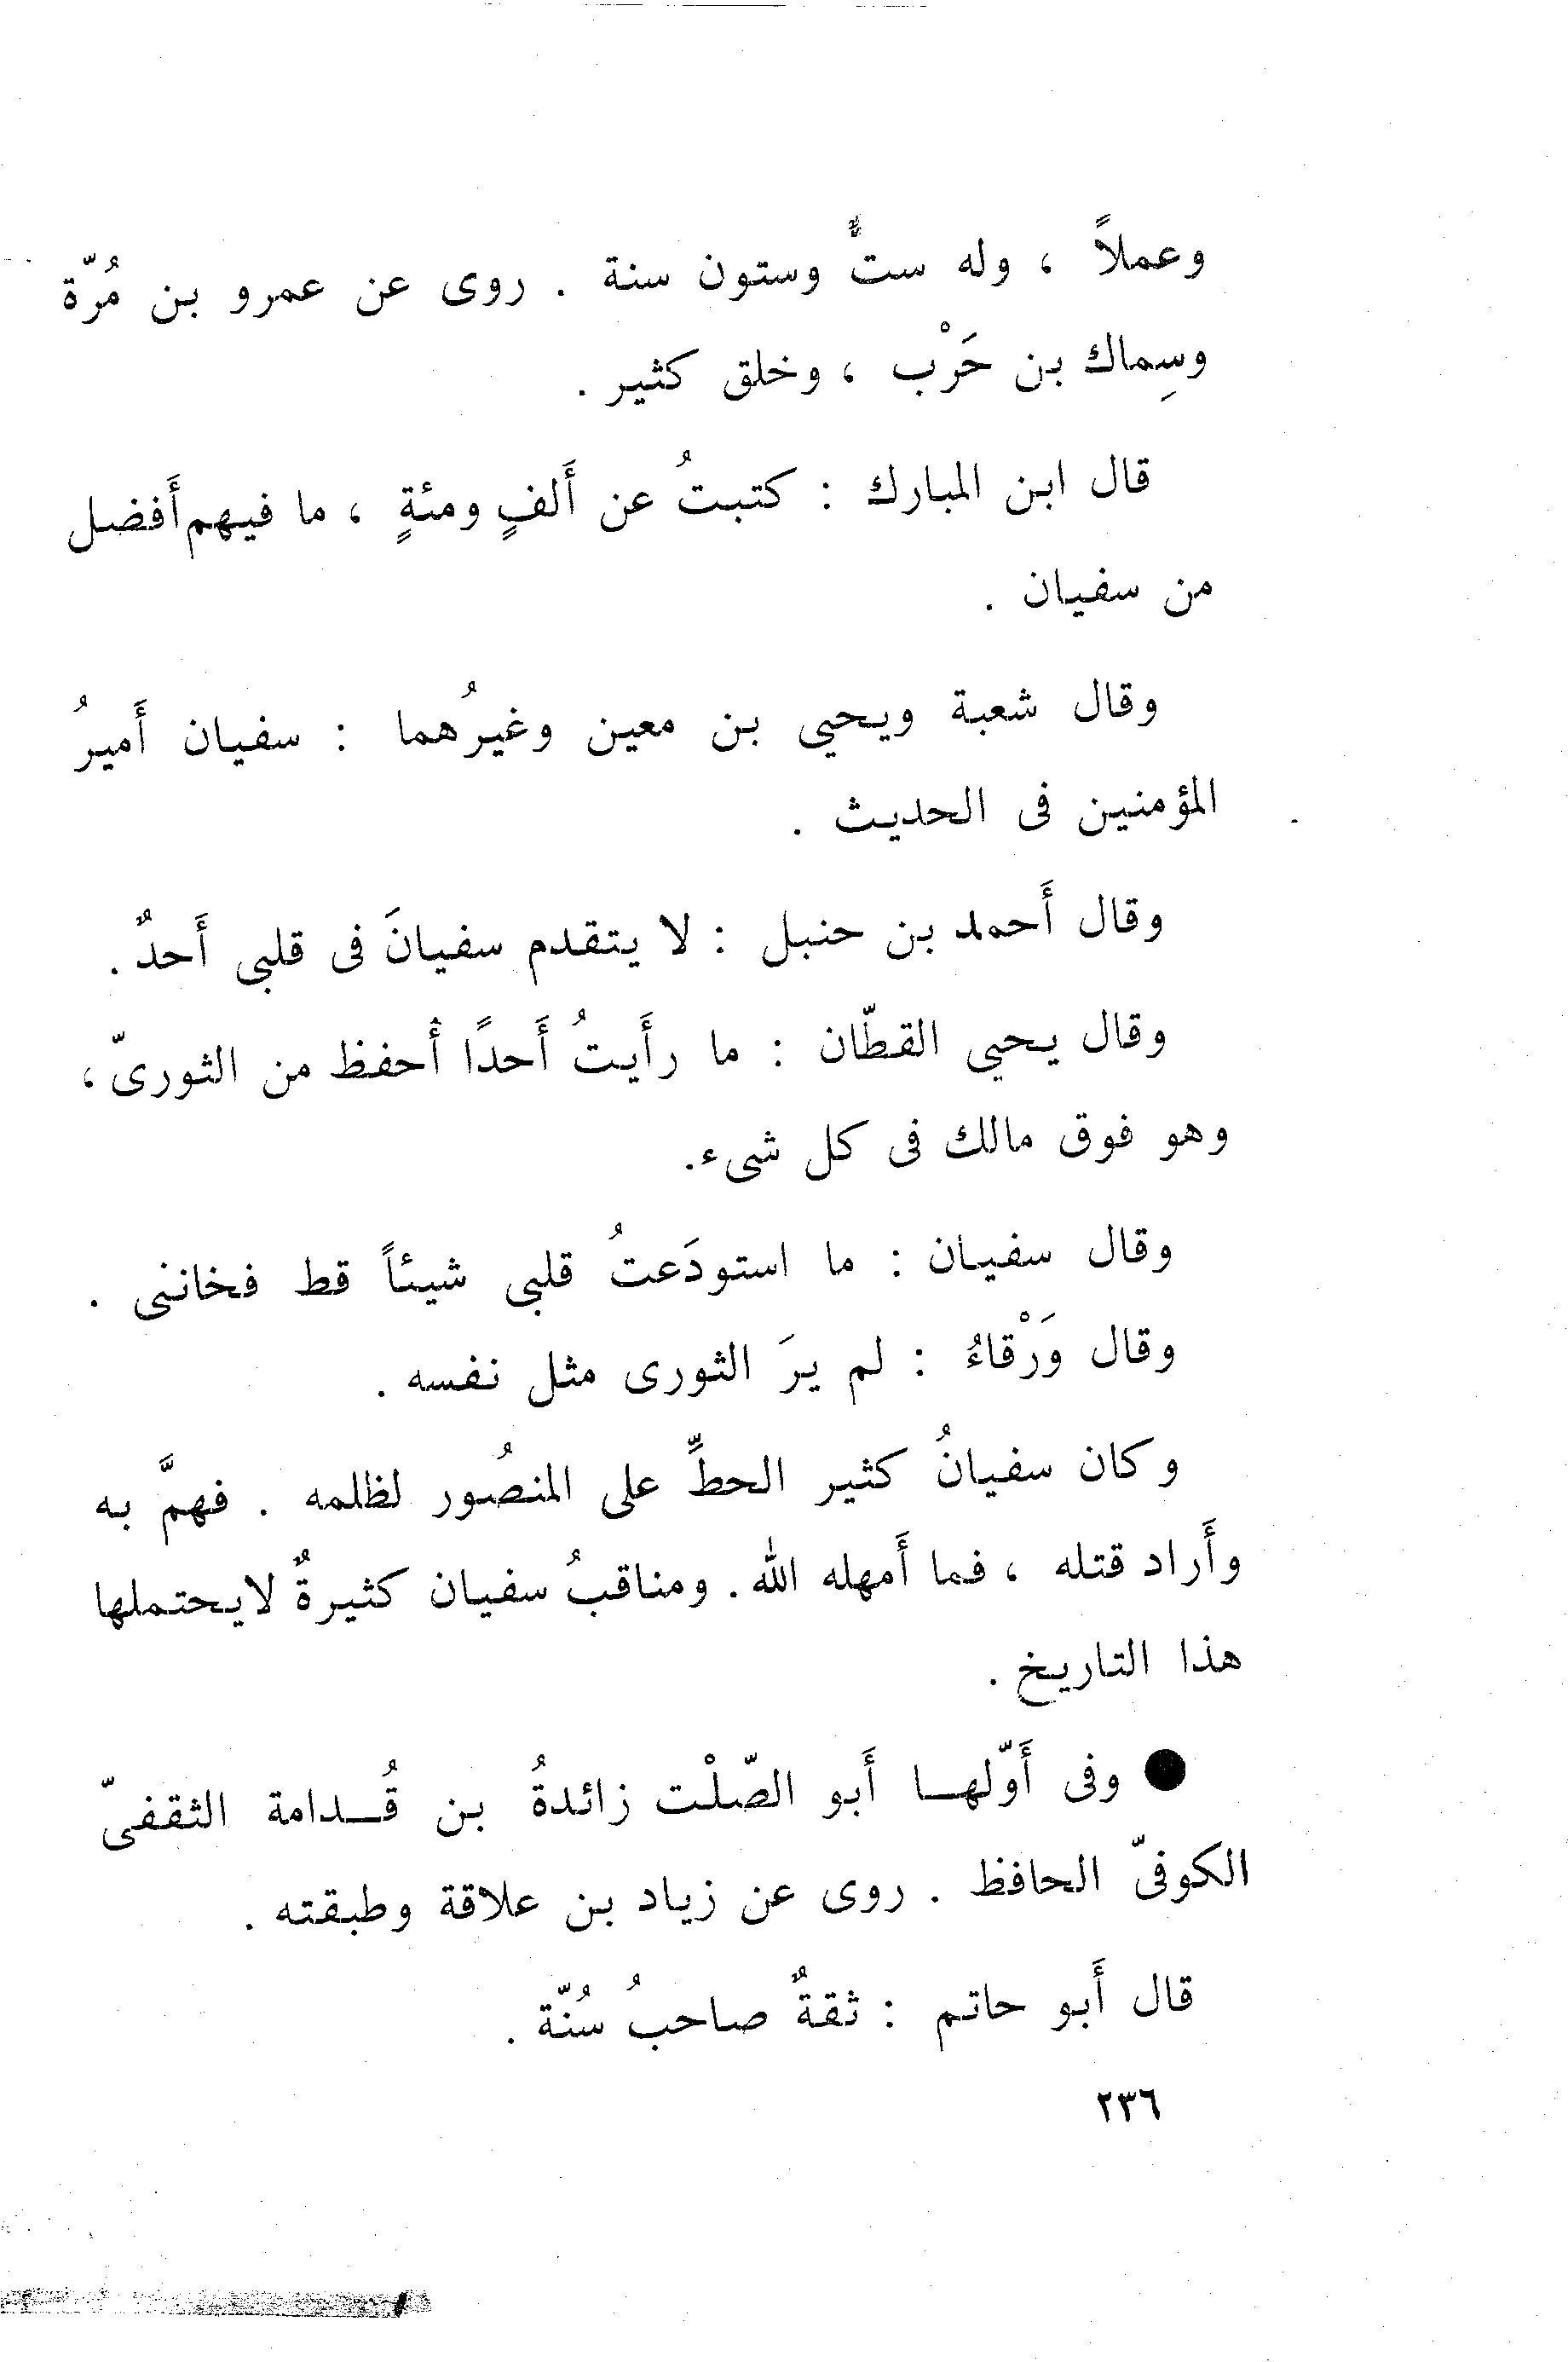 وعملاً ، وله ستٌّ وستون سنة . روى عن عمرو بن مُرّة
وسِماك بن حَرْب ، وخلق كثير .
قال ابن المبارك : كتبتُ عن أَلفٍ ومئةٍ ، ما فيهم أَفضل
من سفيان .
وقال شعبة ويحيى بن معين وغيرُهما : سفيان أَميرُ
المؤمنين فى الحديث .
وقال أَحمد بن حنبل : لا يتقدم سفيانَ فى قلبى أَحدٌ .
وقال يحيى القطّان : ما رأَيتُ أَحدًا أَحفظ من الثورىّ ،
وهو فوق مالك فى كل شىء .
وقال سفيان : ما استودَعتُ قلبى شيئاً قط فخاننى .
وقال وَرْقاءُ : لم يرَ الثورى مثل نفسه .
وكان سفيانُ كثير الحطِّ على المنصُور لظلمه . فهمَّ به
وأَراد قتله ، فما أَمهله الله . ومناقبُ سفيان كثيرةٌ لايحتملها
هذا التاريخ .
● وفى أَوّلهـا أَبو الصّلْت زائدةُ بن قُـدامة الثقفىّ
الكوفىّ الحافظ . روى عن زياد بن علاقة وطبقته .
قال أَبو حاتم : ثقةٌ صاحبُ سُنّة .
٢٣٦